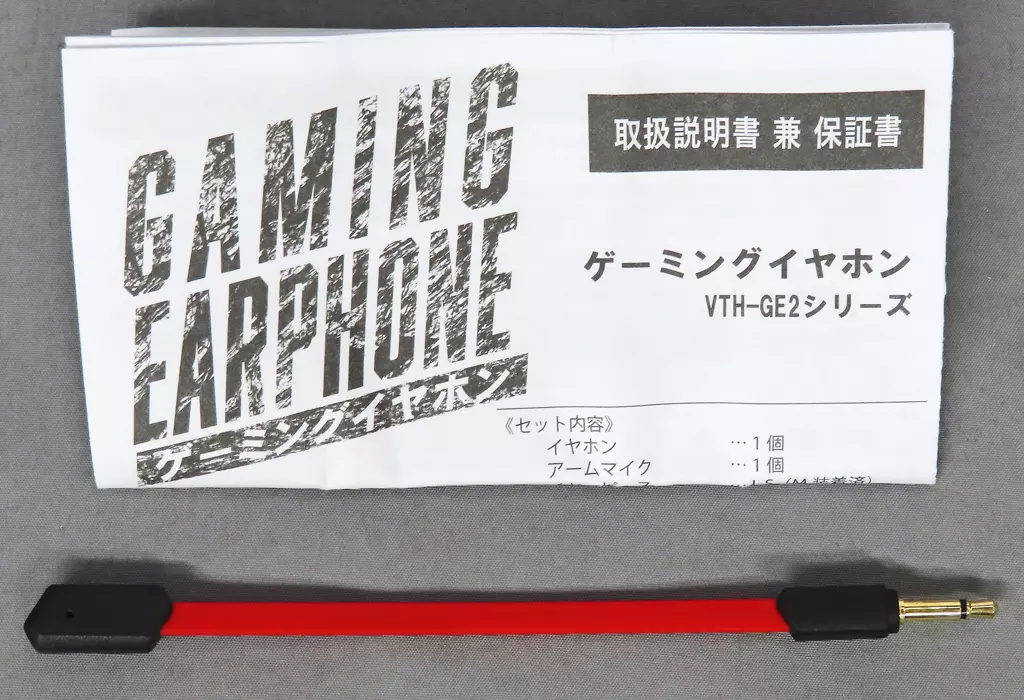 GAMING
EARPHONE
ゲーミングイヤホン
取扱説明書 兼 保証書
ゲーミングイヤホン
VTH-GE2シリーズ
《セット内容》
イヤホン …1個
アームマイク …1個